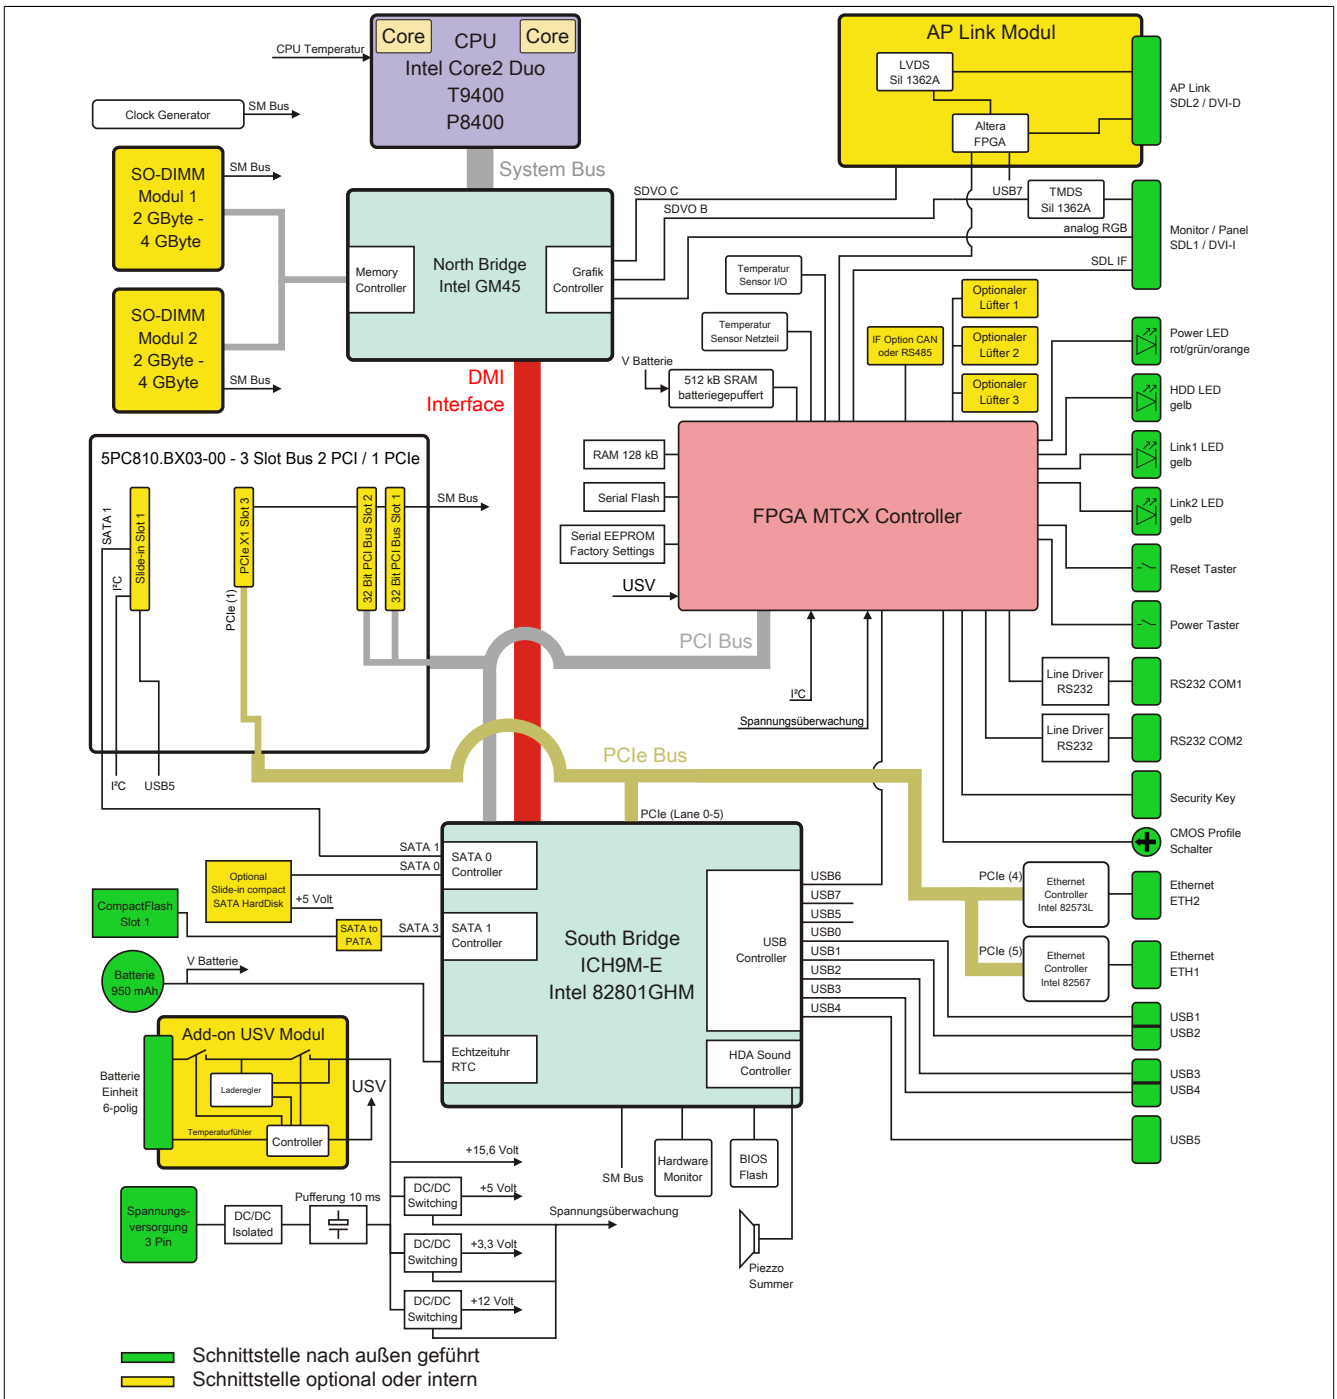 Core
CPU
Core
Intel Core2 Duo
T9400
P8400
CPU Temperatur
Clock Generator
SM Bus
System Bus
SO-DIMM
Modul 1
2 GByte -
4 GByte
SM Bus
SO-DIMM
Modul 2
2 GByte -
4 GByte
SM Bus
Memory
Controller
North Bridge
Intel GM45
Grafik
Controller
DMI
Interface
AP Link Modul
LVDS
Sil 1362A
Altera
FPGA
AP Link
SDL2 / DVI-D
SDVO C
SDVO B
USB7
TMDS
Sil 1362A
analog RGB
SDL IF
Monitor / Panel
SDL1 / DVI-I
Temperatur
Sensor I/O
Temperatur
Sensor Netzteil
V Batterie
512 kB SRAM
batteriegepuffert
IF Option CAN
oder RS485
Optionaler
Lüfter 1
Optionaler
Lüfter 2
Optionaler
Lüfter 3
Power LED
rot/grün/orange
HDD LED
gelb
Link1 LED
gelb
Link2 LED
gelb
Reset Taster
Power Taster
RAM 128 kB
Serial Flash
Serial EEPROM
Factory Settings
USV
FPGA MTCX Controller
5PC810.BX03-00 - 3 Slot Bus 2 PCI / 1 PCIe
SATA 1
I²C
Slide-in Slot 1
PCIe X1 Slot 3
PCIe (1)
32 Bit PCI Bus Slot 2
32 Bit PCI Bus Slot 1
SM Bus
I²C
USB5
PCI Bus
I²C
Spannungsüberwachung
Line Driver
RS232
RS232 COM1
Line Driver
RS232
RS232 COM2
Security Key
CMOS Profile
Schalter
PCIe Bus
PCIe (Lane 0-5)
PCIe (4)
Ethernet
Controller
Intel 82573L
Ethernet
ETH2
PCIe (5)
Ethernet
Controller
Intel 82567
Ethernet
ETH1
SATA 1
SATA 0
SATA 0
Controller
Optional
Slide-in compact
SATA HardDisk
+5 Volt
CompactFlash
Slot 1
SATA to
PATA
SATA 3
SATA 1
Controller
South Bridge
ICH9M-E
Intel 82801GHM
USB
Controller
USB6
USB7
USB5
USB0
USB1
USB2
USB3
USB4
USB1
USB2
USB3
USB4
USB5
Batterie
950 mAh
V Batterie
Echtzeituhr
RTC
HDA Sound
Controller
Add-on USV Modul
Batterie
Einheit
6-polig
Laderegler
Temperaturfühler
Controller
USV
SM Bus
Hardware
Monitor
BIOS
Flash
Piezzo
Summer
+15,6 Volt
DC/DC
Switching
+5 Volt
Spannungsüberwachung
Spannungs-
versorgung
3 Pin
DC/DC
Isolated
Pufferung 10 ms
DC/DC
Switching
+3,3 Volt
DC/DC
Switching
+12 Volt
Schnittstelle nach außen geführt
Schnittstelle optional oder intern